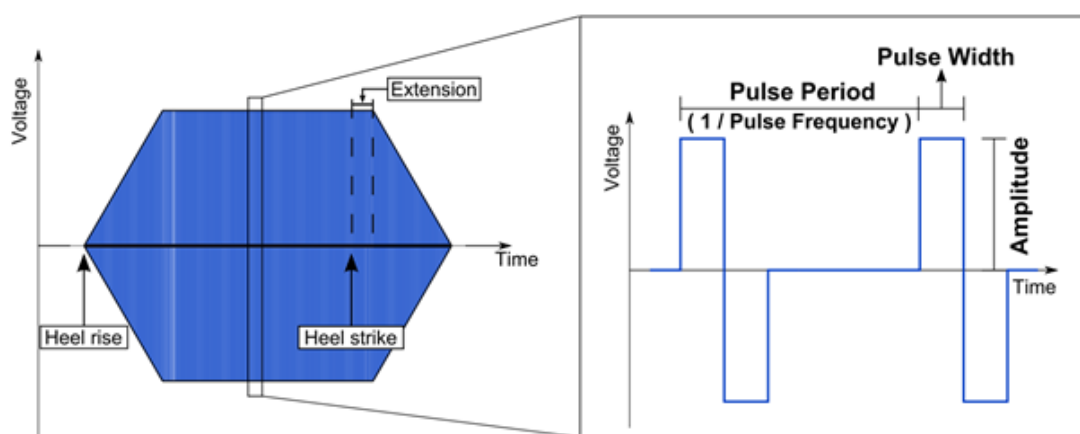 Voltage
Extension
Time
Heel rise
Heel strike
Pulse Width
Pulse Period
( 1 / Pulse Frequency )
Voltage
Amplitude
Time